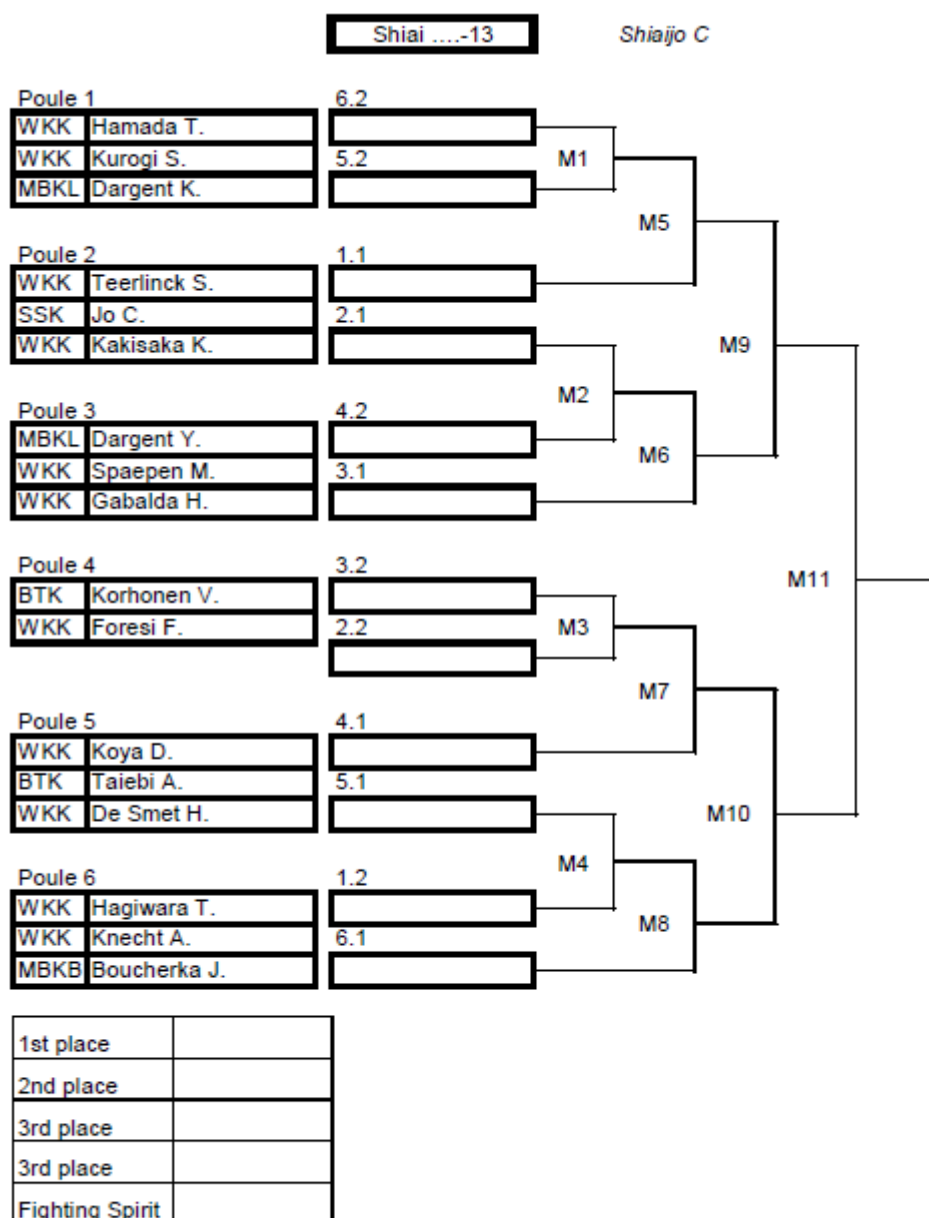 Shiai ....-13 Shiaijo C
Poule 1 6.2
WKK Hamada T.
WKK Kurogi S. 5.2 M1
MBKL Dargent K.
M5
Poule 2 1.1
WKK Teerlinck S.
SSK Jo C. 2.1
WKK Kakisaka K. M9
M2
Poule 3 4.2
MBKL Dargent Y.
WKK Spaepen M. 3.1 M6
WKK Gabalda H.
Poule 4 3.2 M11
BTK Korhonen V.
WKK Foresi F. 2.2 M3
M7
Poule 5 4.1
WKK Koya D.
BTK Taiebi A. 5.1
WKK De Smet H. M10
M4
Poule 6 1.2
WKK Hagiwara T.
WKK Knecht A. 6.1 M8
MBKB Boucherka J.
1st place
2nd place
3rd place
3rd place
Fighting Spirit